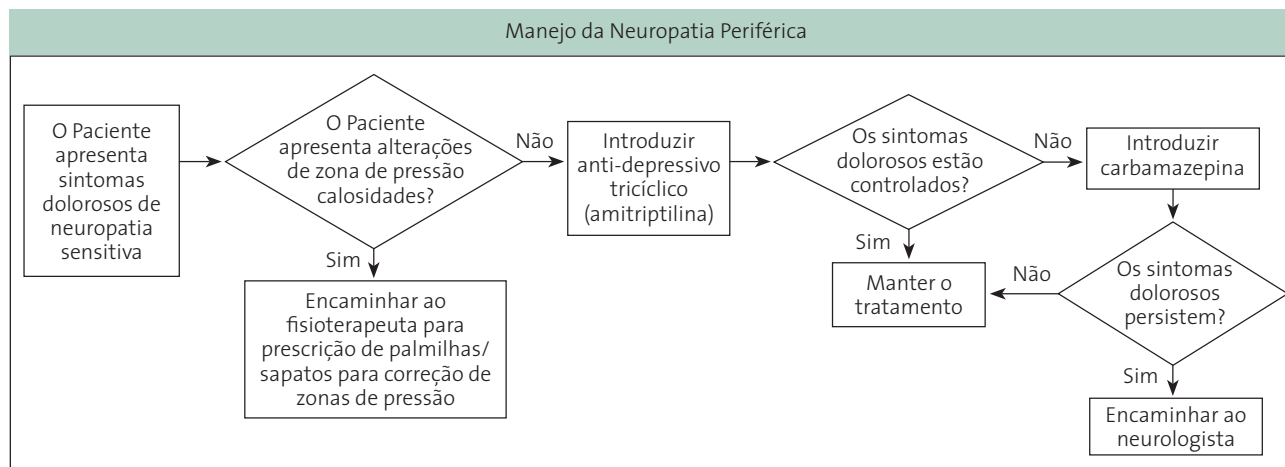 Manejo da Neuropatia Periférica
O Paciente
apresenta
sintomas
dolorosos de
neuropatia
sensitiva
O Paciente
apresenta alterações
de zona de pressão
calosidades?
Não
Sim
Encaminhar ao
fisioterapeuta para
prescrição de palmilhas/
sapatos para correção de
zonas de pressão
Introduzir
anti-depressivo
tricíclico
(amitriptilina)
Os sintomas
dolorosos estão
controlados?
Não
Sim
Manter o
tratamento
Introduzir
carbamazepina
Os sintomas
dolorosos
persistem?
Não
Sim
Encaminhar ao
neurologista